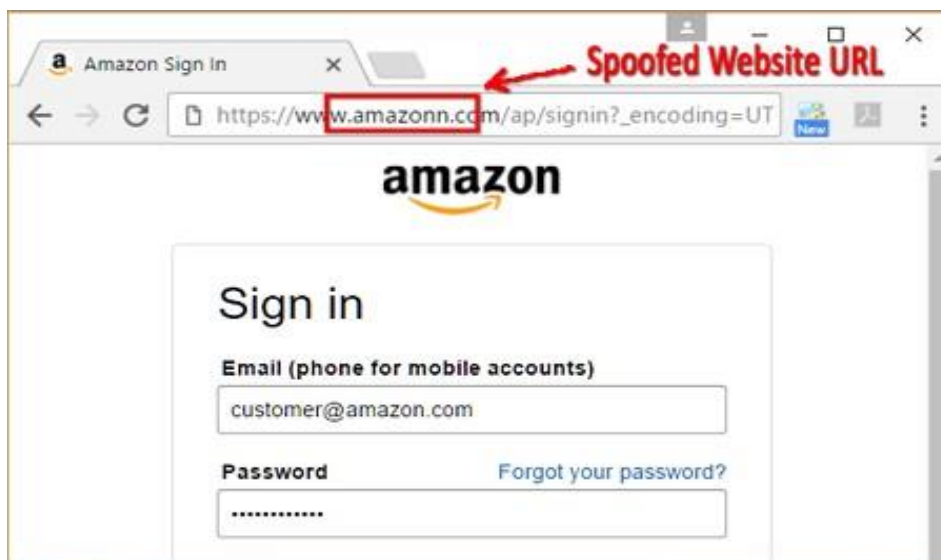 Amazon Sign In
Spoofed Website URL
https://www.amazonn.com/ap/signin?_encoding=UT
New
amazon
Sign in
Email (phone for mobile accounts)
customer@amazon.com
Password Forgot your password?
••••••••••••